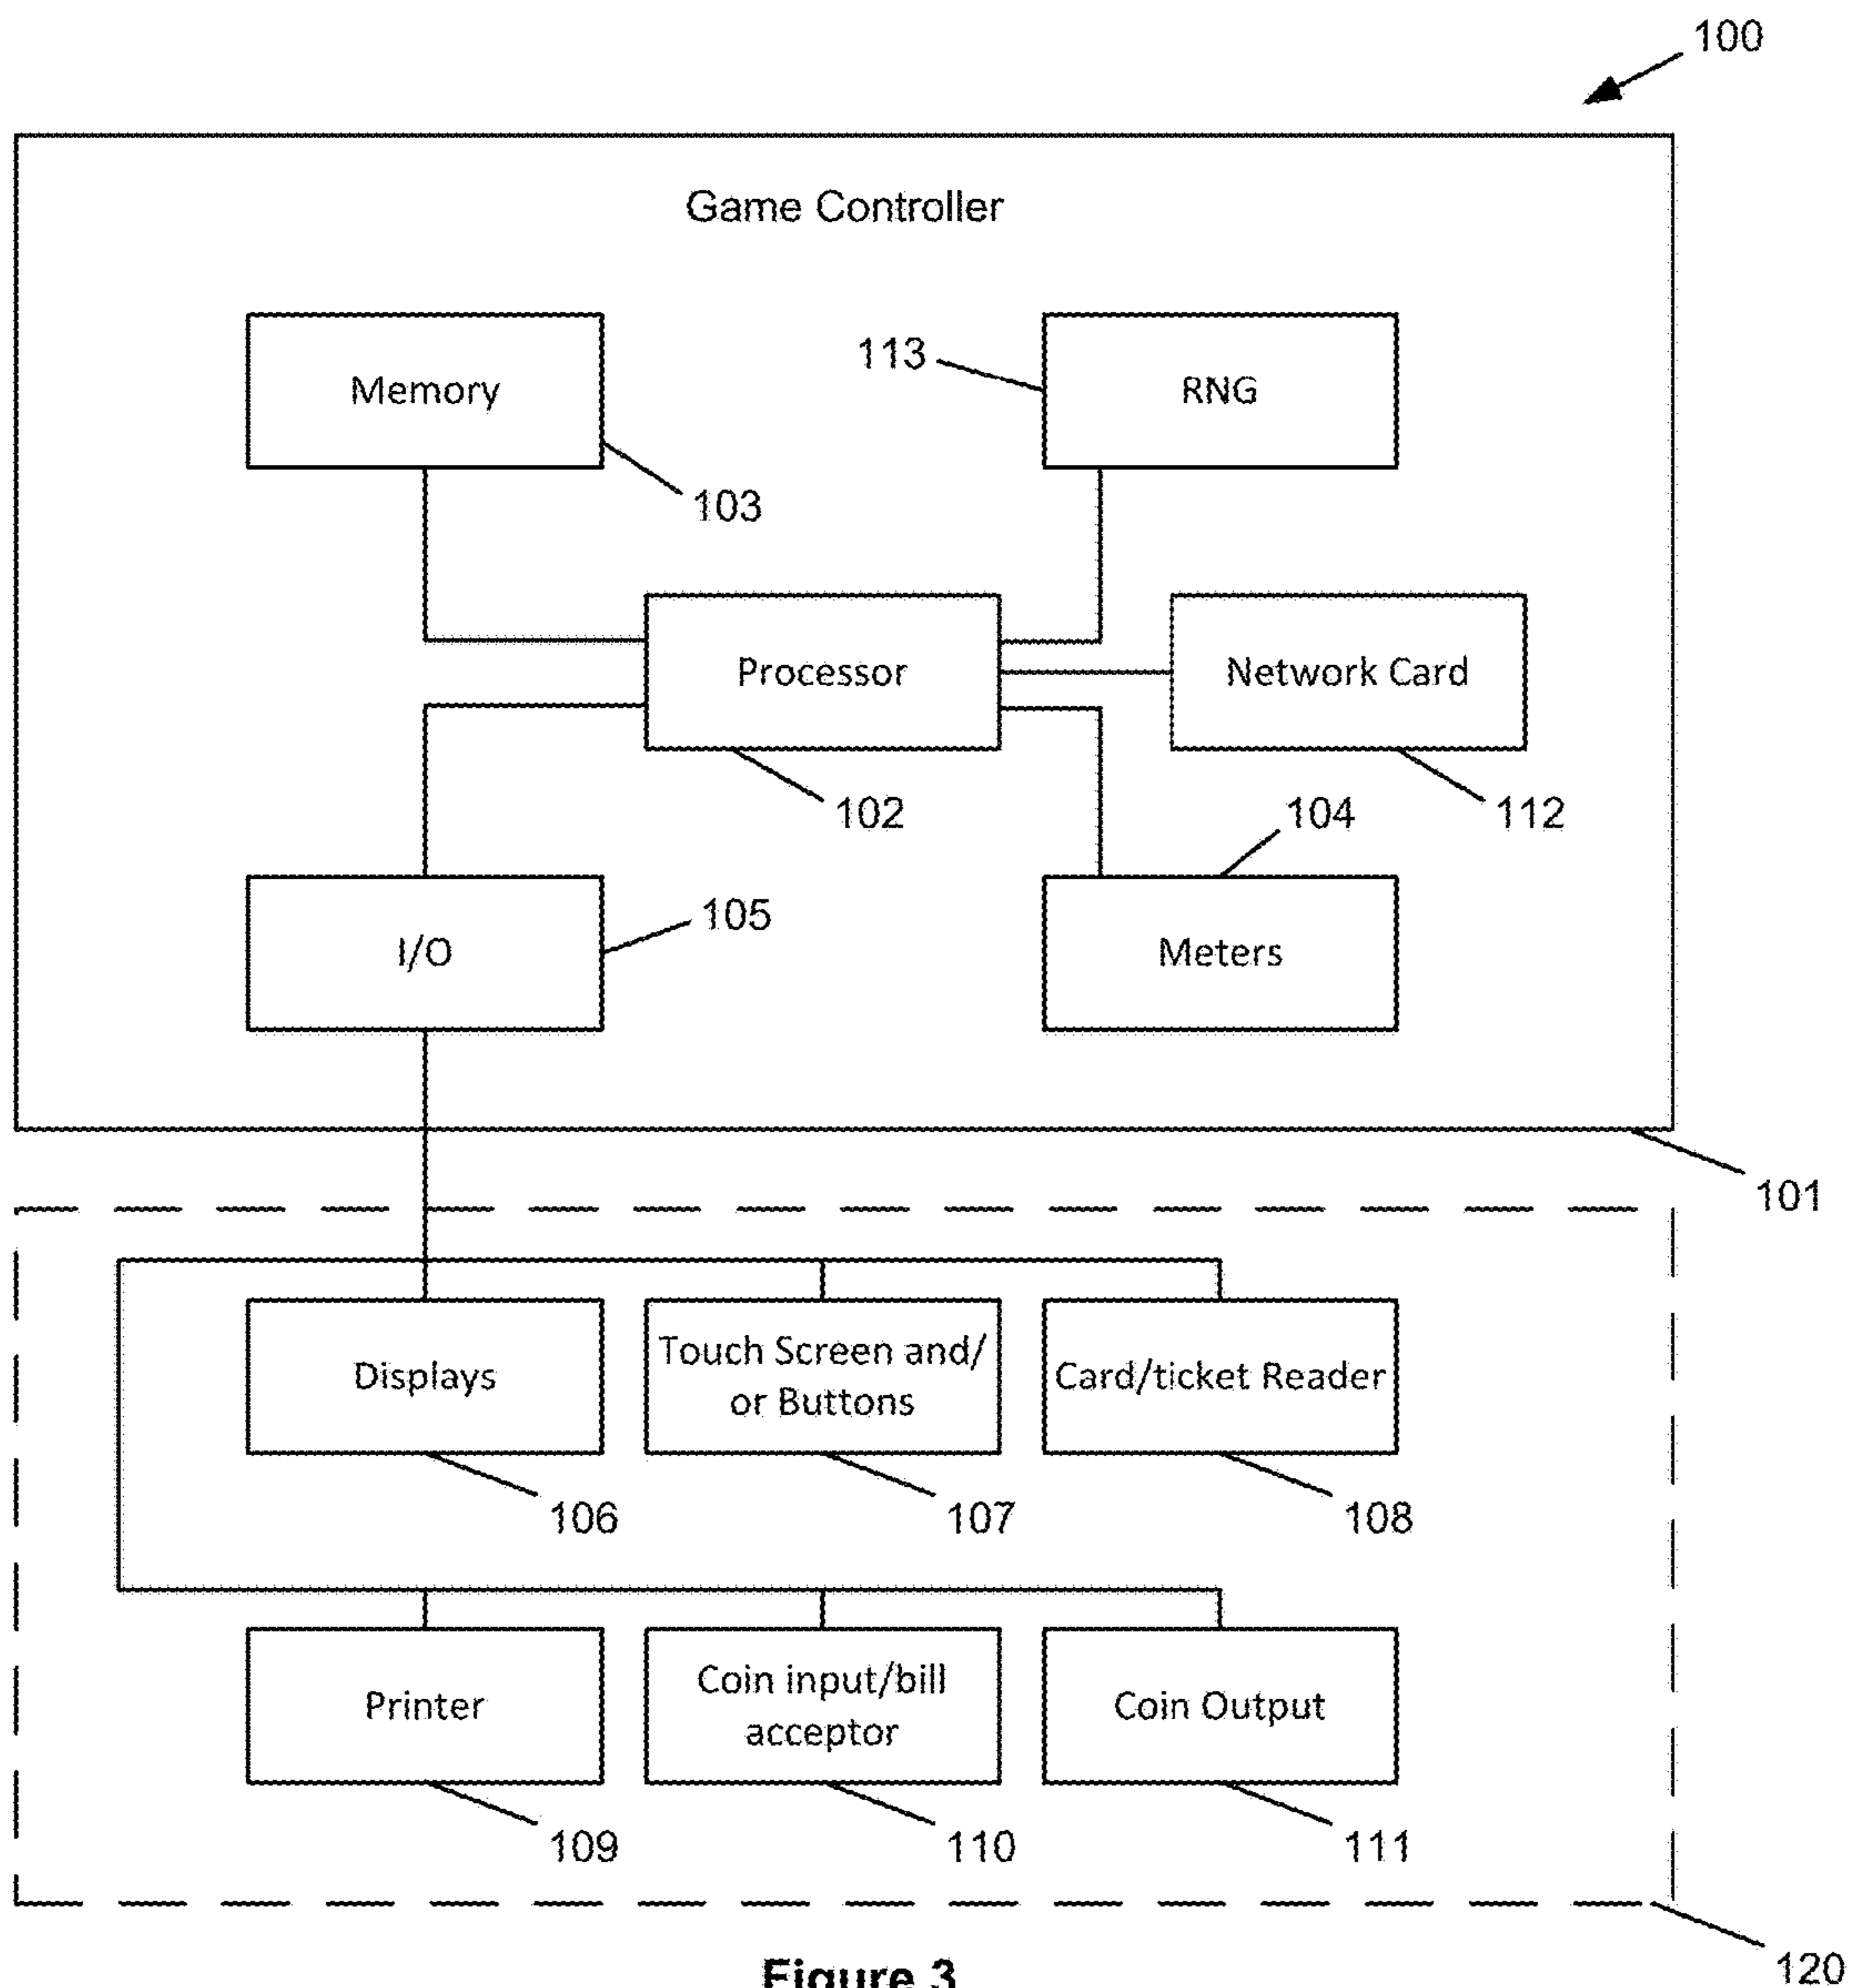 100
Game Controller
Memory
113
RNG
103
Processor
Network Card
102
104
112
I/O
105
Meters
101
Displays
Touch Screen and/
or Buttons
Card/ticket Reader
106
107
108
Printer
Coin input/bill
acceptor
Coin Output
109
110
111
120
Figure 3